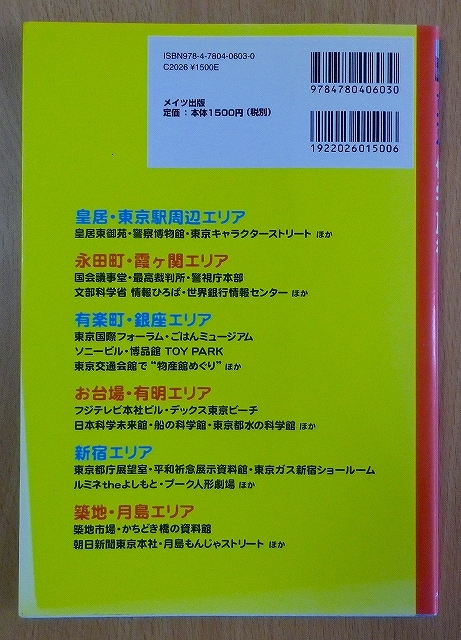 ISBN978-4-7804-0603-0
C2026 ¥1500E
メイツ出版
定価：本体1500円（税別）
9784780406030
1922026015006
皇居・東京駅周辺エリア
皇居東御苑・警察博物館・東京キャラクターストリート ほか
永田町・霞ヶ関エリア
国会議事堂・最高裁判所・警視庁本部
文部科学省 情報ひろば・世界銀行情報センター ほか
有楽町・銀座エリア
東京国際フォーラム・ごはんミュージアム
ソニービル・博品館 TOY PARK
東京交通会館で“物産館めぐり” ほか
お台場・有明エリア
フジテレビ本社ビル・デックス東京ビーチ
日本科学未来館・船の科学館・東京都水の科学館 ほか
新宿エリア
東京都庁展望室・平和祈念展示資料館・東京ガス新宿ショールーム
ルミネtheよしもと・プーク人形劇場 ほか
築地・月島エリア
築地市場・かちどき橋の資料館
朝日新聞東京本社・月島もんじゃストリート ほか